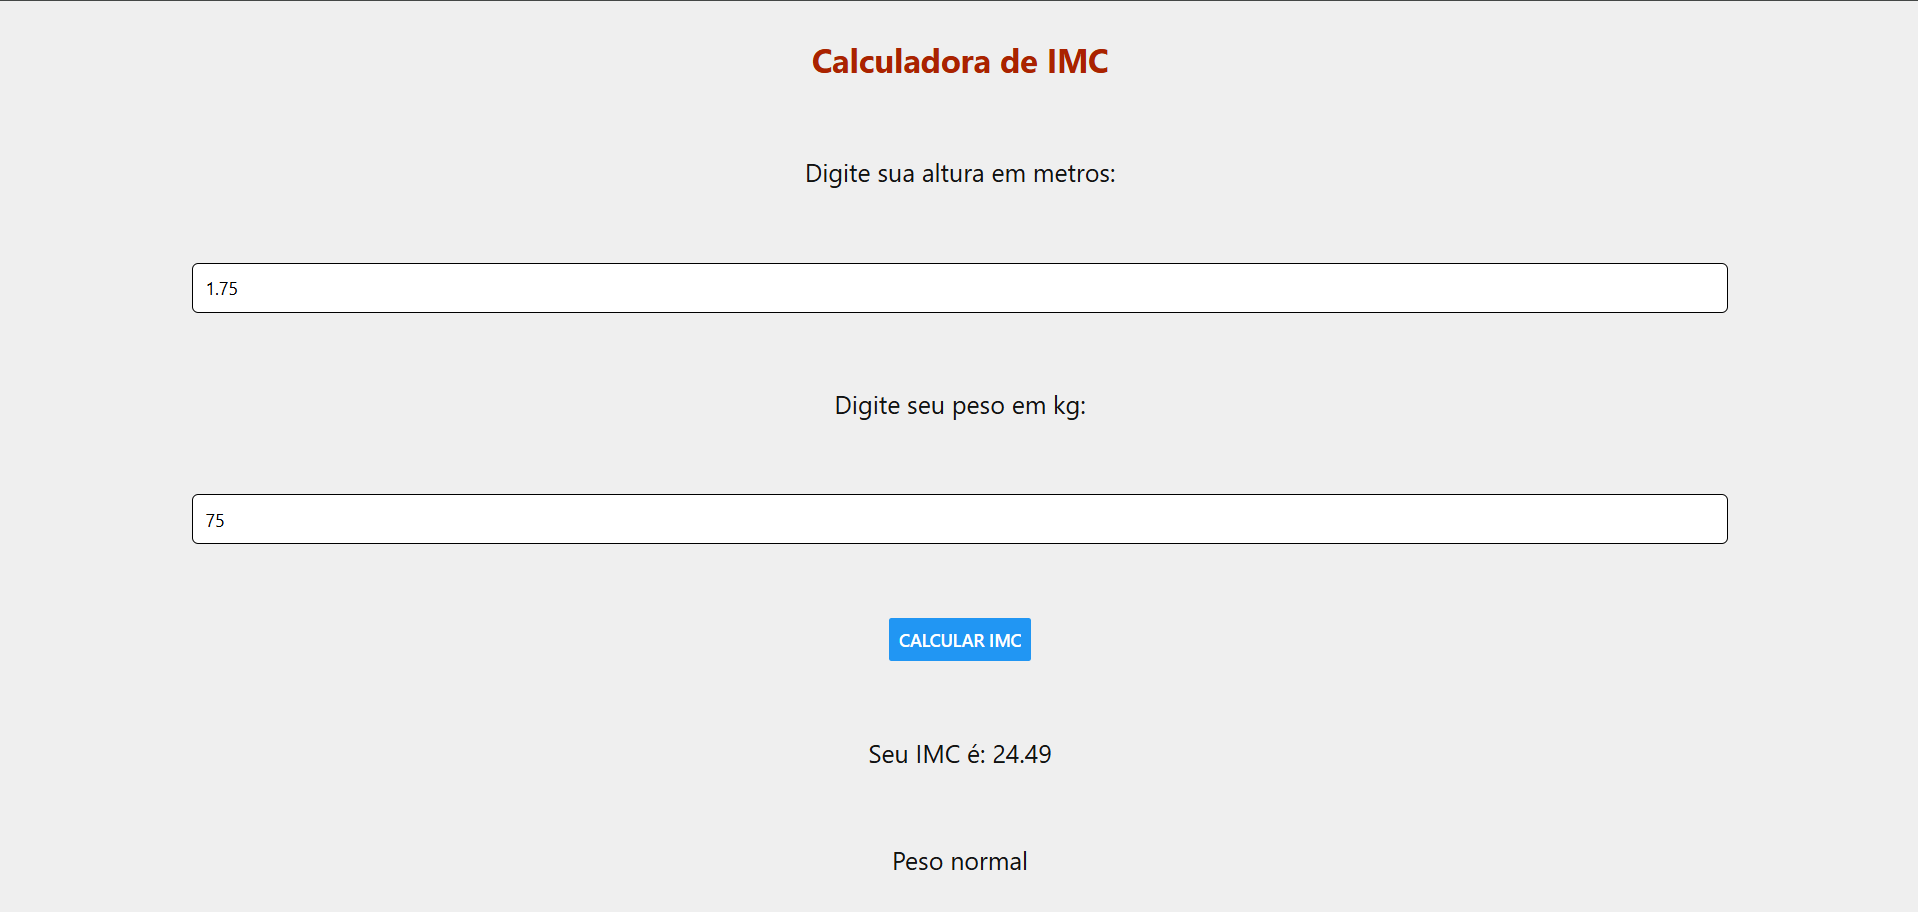 Calculadora de IMC
Digite sua altura em metros:
1.75
Digite seu peso em kg:
75
CALCULAR IMC
Seu IMC é: 24.49
Peso normal